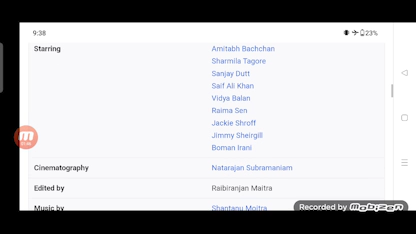 9:38
23%
Starring
Amitabh Bachchan
Sharmila Tagore
Sanjay Dutt
Saif Ali Khan
Vidya Balan
Raima Sen
Jackie Shroff
Jimmy Sheirgill
Boman Irani
Cinematography
Natarajan Subramaniam
Edited by
Raibiranjan Maitra
Music by
Shantanu Moitra
Recorded by Mobizen